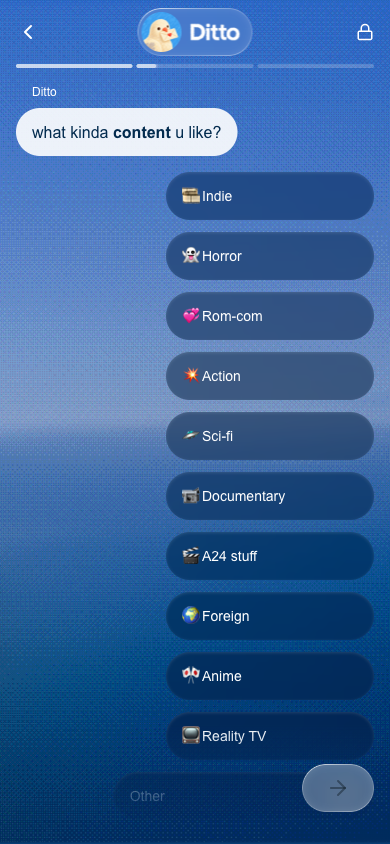 Ditto
Ditto
what kinda content u like?
Indie
Horror
Rom-com
Action
Sci-fi
Documentary
A24 stuff
Foreign
Anime
Reality TV
Other